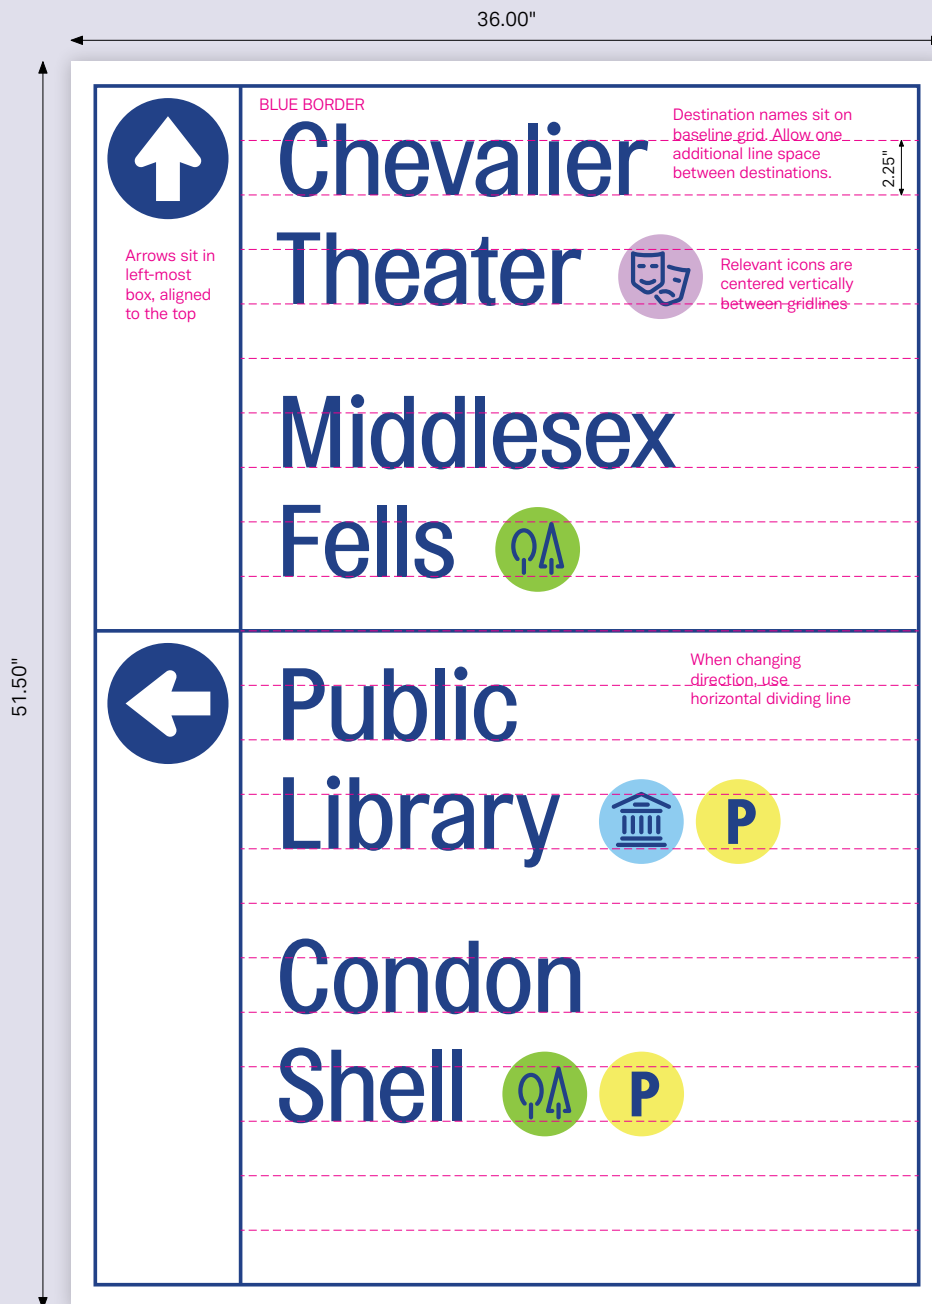 36.00"
BLUE BORDER
Chevalier
Theater
Destination names sit on
baseline grid. Allow one
additional line space
between destinations.
2.25"
Arrows sit in
left-most
box, aligned
to the top
Relevant icons are
centered vertically
between gridlines
Middlesex
Fells
51.50"
Public
Library
P
When changing
direction, use
horizontal dividing line
Condon
Shell
P